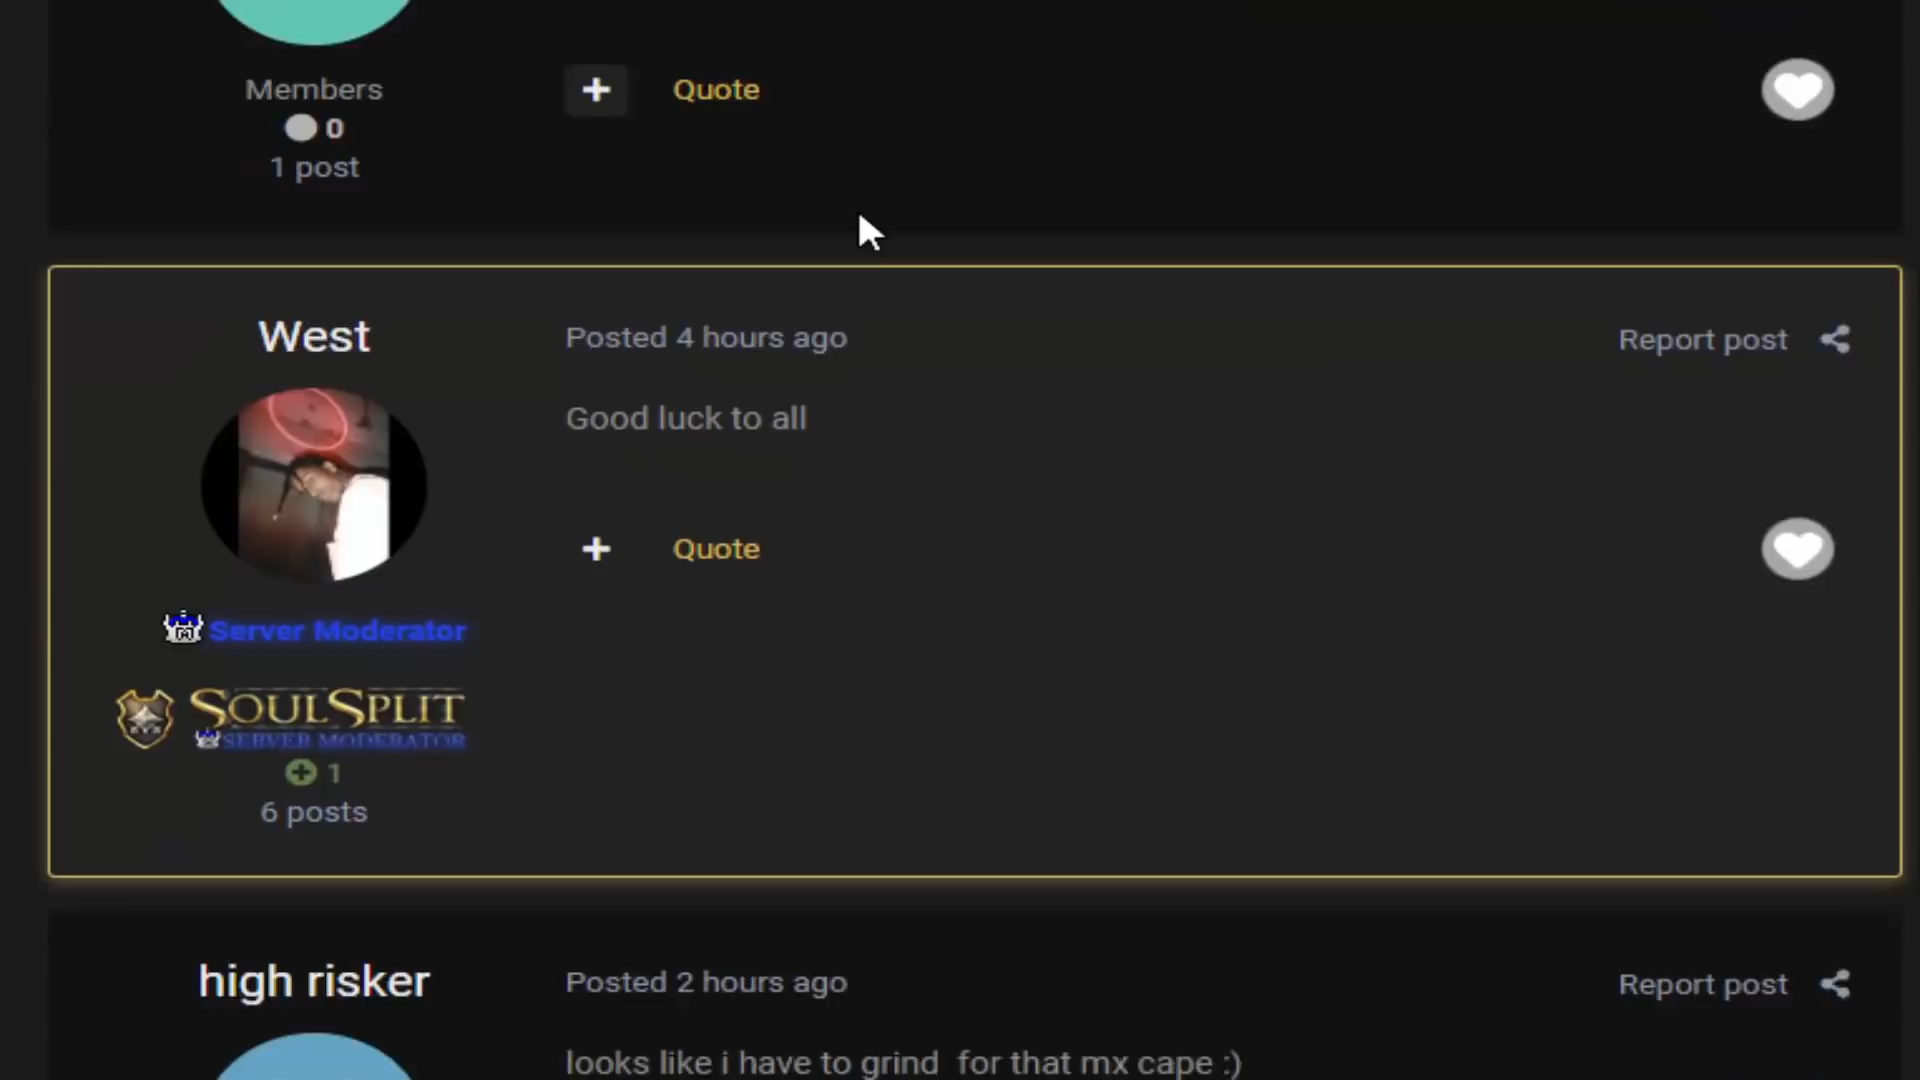 Members
0
1 post
Quote
West
Posted 4 hours ago
Report post
Good luck to all
Quote
Server Moderator
SOULSPLIT
SERVER MODERATOR
1
6 posts
high risker
Posted 2 hours ago
Report post
looks like i have to grind for that mx cape :)